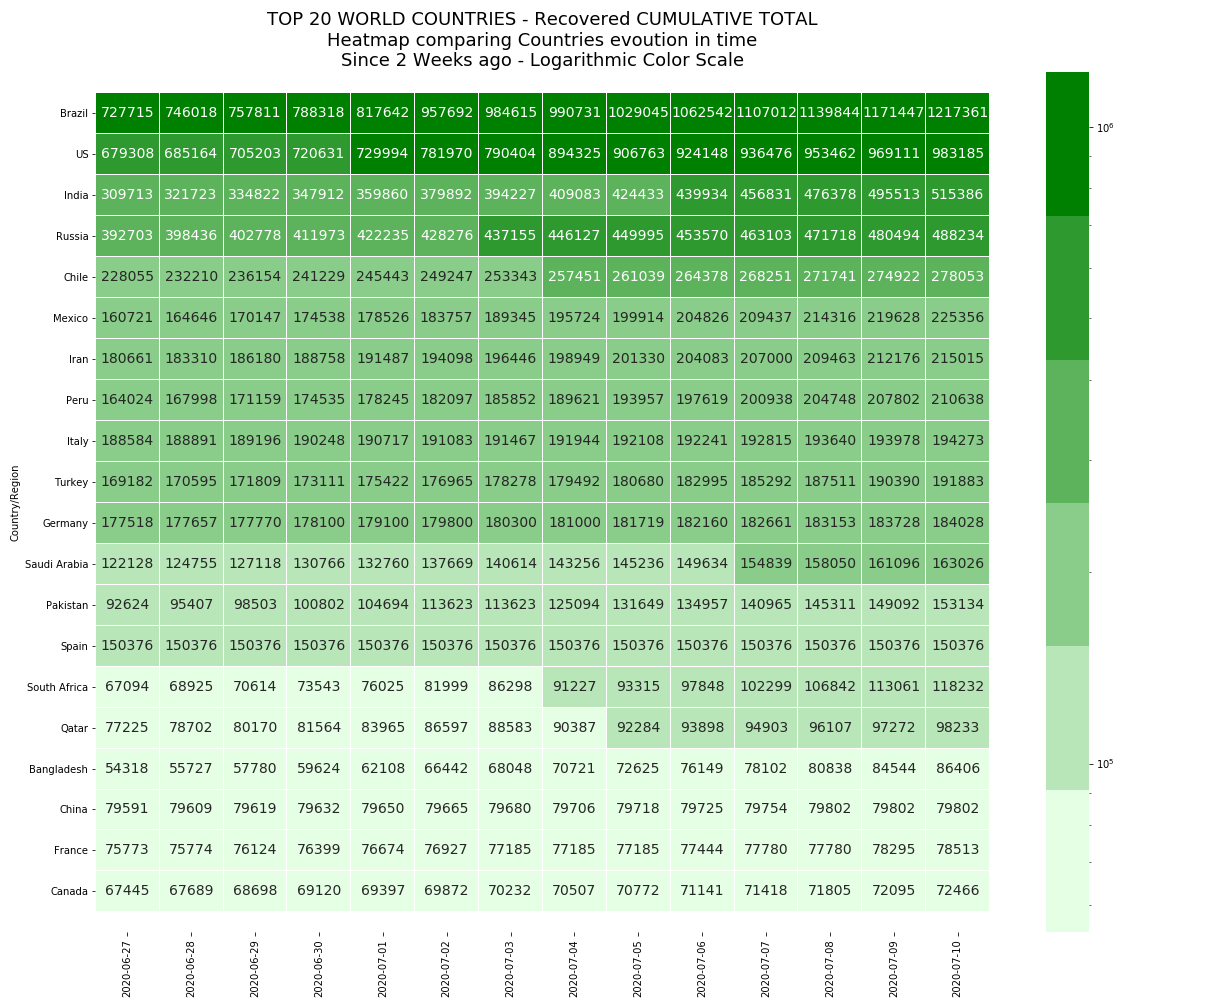 TOP 20 WORLD COUNTRIES - Recovered CUMULATIVE TOTAL
Heatmap comparing Countries evoution in time
Since 2 Weeks ago - Logarithmic Color Scale
Country/Region
Brazil 727715 746018 757811 788318 817642 957692 984615 990731 1029045 1062542 1107012 1139844 1171447 1217361
US 679308 685164 705203 720631 729994 781970 790404 894325 906763 924148 936476 953462 969111 983185
India 309713 321723 334822 347912 359860 379892 394227 409083 424433 439934 456831 476378 495513 515386
Russia 392703 398436 402778 411973 422235 428276 437155 446127 449995 453570 463103 471718 480494 488234
Chile 228055 232210 236154 241229 245443 249247 253343 257451 261039 264378 268251 271741 274922 278053
Mexico 160721 164646 170147 174538 178526 183757 189345 195724 199914 204826 209437 214316 219628 225356
Iran 180661 183310 186180 188758 191487 194098 196446 198949 201330 204083 207000 209463 212176 215015
Peru 164024 167998 171159 174535 178245 182097 185852 189621 193957 197619 200938 204748 207802 210638
Italy 188584 188891 189196 190248 190717 191083 191467 191944 192108 192241 192815 193640 193978 194273
Turkey 169182 170595 171809 173111 175422 176965 178278 179492 180680 182995 185292 187511 190390 191883
Germany 177518 177657 177770 178100 179100 179800 180300 181000 181719 182160 182661 183153 183728 184028
Saudi Arabia 122128 124755 127118 130766 132760 137669 140614 143256 145236 149634 154839 158050 161096 163026
Pakistan 92624 95407 98503 100802 104694 113623 113623 125094 131649 134957 140965 145311 149092 153134
Spain 150376 150376 150376 150376 150376 150376 150376 150376 150376 150376 150376 150376 150376 150376
South Africa 67094 68925 70614 73543 76025 81999 86298 91227 93315 97848 102299 106842 113061 118232
Qatar 77225 78702 80170 81564 83965 86597 88583 90387 92284 93898 94903 96107 97272 98233
Bangladesh 54318 55727 57780 59624 62108 66442 68048 70721 72625 76149 78102 80838 84544 86406
China 79591 79609 79619 79632 79650 79665 79680 79706 79718 79725 79754 79802 79802 79802
France 75773 75774 76124 76399 76674 76927 77185 77185 77185 77444 77780 77780 78295 78513
Canada 67445 67689 68698 69120 69397 69872 70232 70507 70772 71141 71418 71805 72095 72466
2020-06-27 2020-06-28 2020-06-29 2020-06-30 2020-07-01 2020-07-02 2020-07-03 2020-07-04 2020-07-05 2020-07-06 2020-07-07 2020-07-08 2020-07-09 2020-07-10
10⁶
10⁵